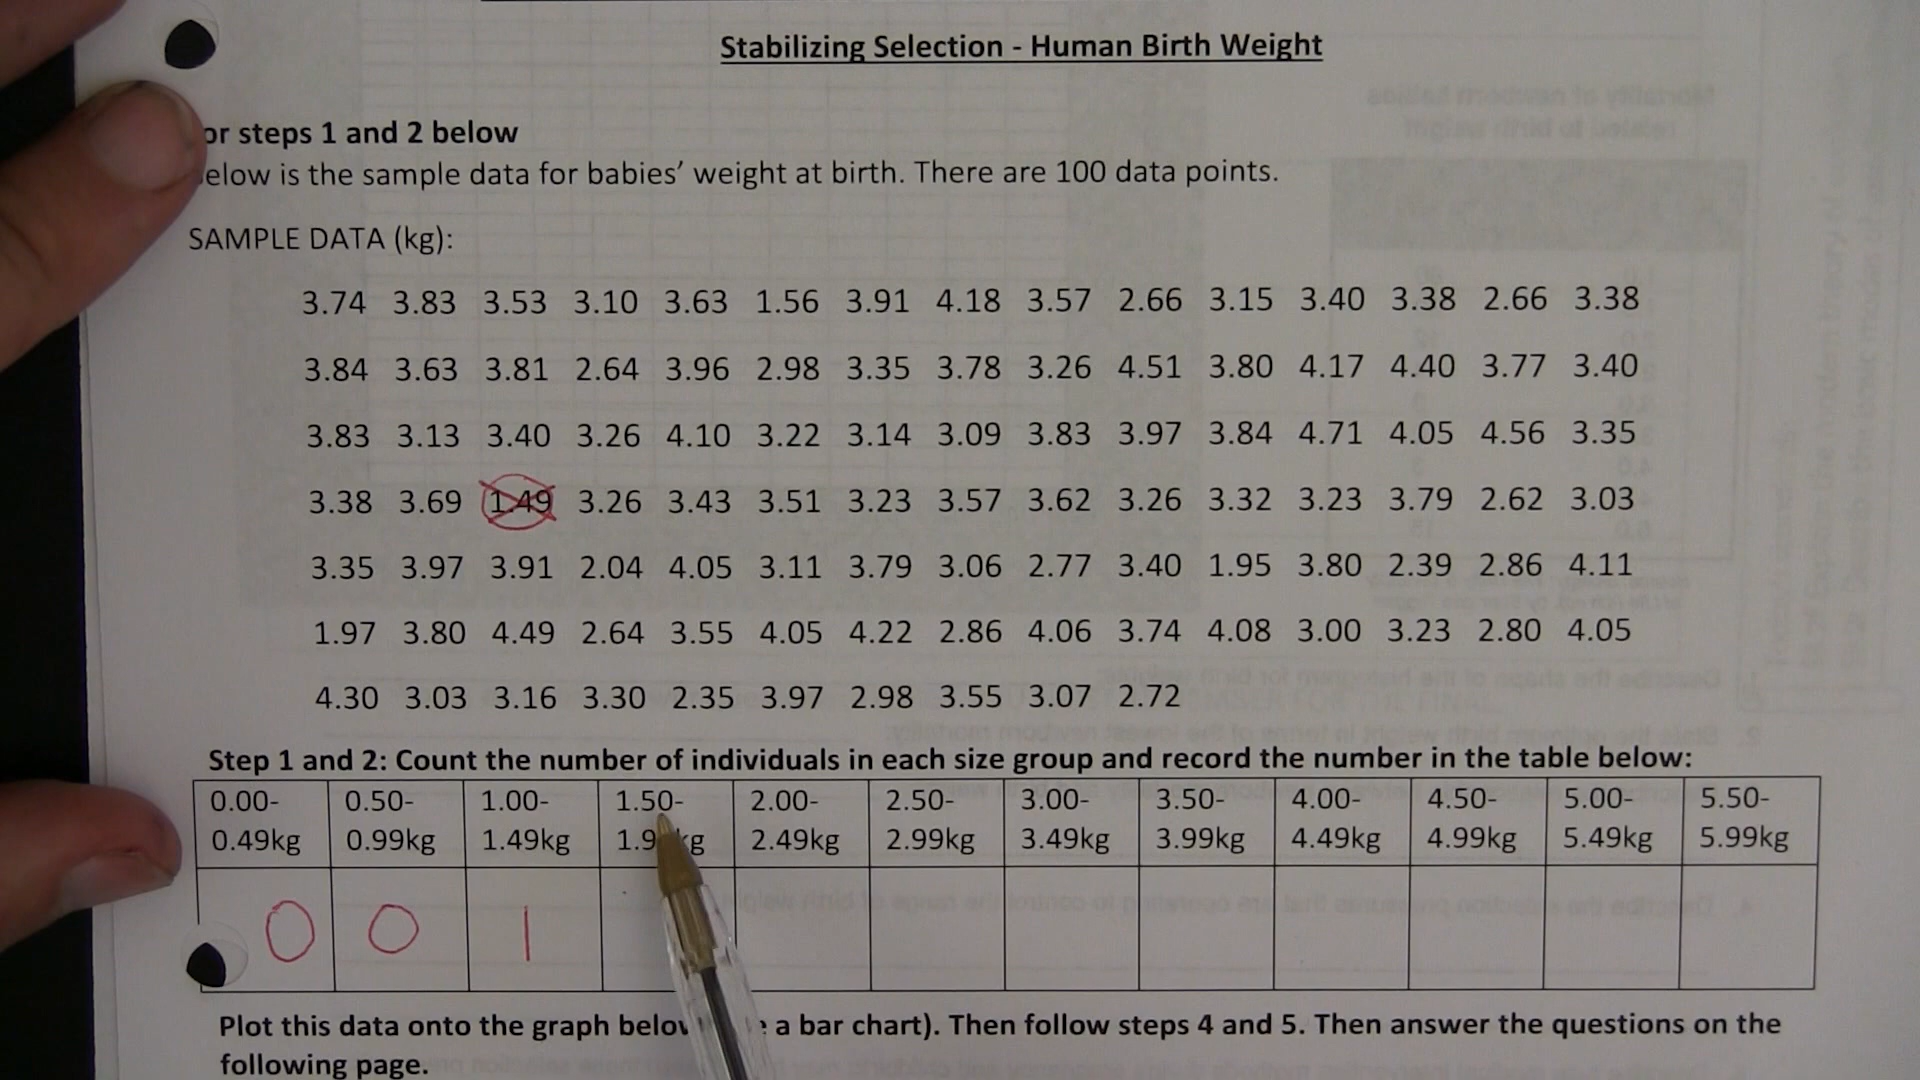 Stabilizing Selection - Human Birth Weight
or steps 1 and 2 below
elow is the sample data for babies' weight at birth. There are 100 data points.
SAMPLE DATA (kg):
3.74 3.83 3.53 3.10 3.63 1.56 3.91 4.18 3.57 2.66 3.15 3.40 3.38 2.66 3.38
3.84 3.63 3.81 2.64 3.96 2.98 3.35 3.78 3.26 4.51 3.80 4.17 4.40 3.77 3.40
3.83 3.13 3.40 3.26 4.10 3.22 3.14 3.09 3.83 3.97 3.84 4.71 4.05 4.56 3.35
3.38 3.69 1.49 3.26 3.43 3.51 3.23 3.57 3.62 3.26 3.32 3.23 3.79 2.62 3.03
3.35 3.97 3.91 2.04 4.05 3.11 3.79 3.06 2.77 3.40 1.95 3.80 2.39 2.86 4.11
1.97 3.80 4.49 2.64 3.55 4.05 4.22 2.86 4.06 3.74 4.08 3.00 3.23 2.80 4.05
4.30 3.03 3.16 3.30 2.35 3.97 2.98 3.55 3.07 2.72
Step 1 and 2: Count the number of individuals in each size group and record the number in the table below:
0.00- 0.50- 1.00- 1.50- 2.00- 2.50- 3.00- 3.50- 4.00- 4.50- 5.00- 5.50-
0.49kg 0.99kg 1.49kg 1.9 kg 2.49kg 2.99kg 3.49kg 3.99kg 4.49kg 4.99kg 5.49kg 5.99kg
0 0 1
Plot this data onto the graph below a bar chart). Then follow steps 4 and 5. Then answer the questions on the
following page.